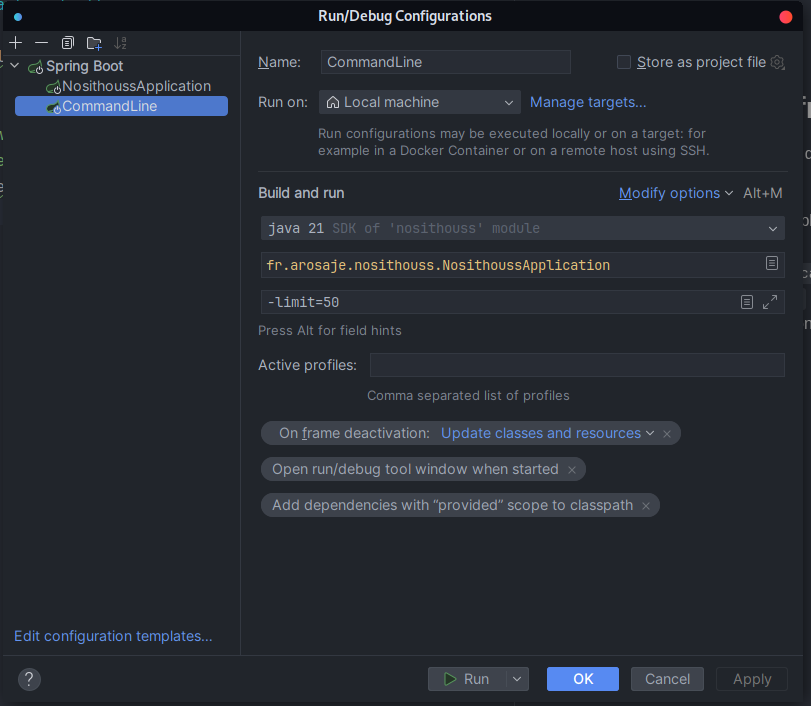 Run/Debug Configurations
Spring Boot
NosithoussApplication
CommandLine
Name: CommandLine Store as project file
Run on: Local machine Manage targets...
Run configurations may be executed locally or on a target: for
example in a Docker Container or on a remote host using SSH.
Build and run Modify options Alt+M
java 21 SDK of 'nosithouss' module
fr.arosaje.nosithouss.NosithoussApplication
-limit=50
Press Alt for field hints
Active profiles:
Comma separated list of profiles
On frame deactivation: Update classes and resources
Open run/debug tool window when started
Add dependencies with “provided” scope to classpath
Edit configuration templates...
? Run OK Cancel Apply